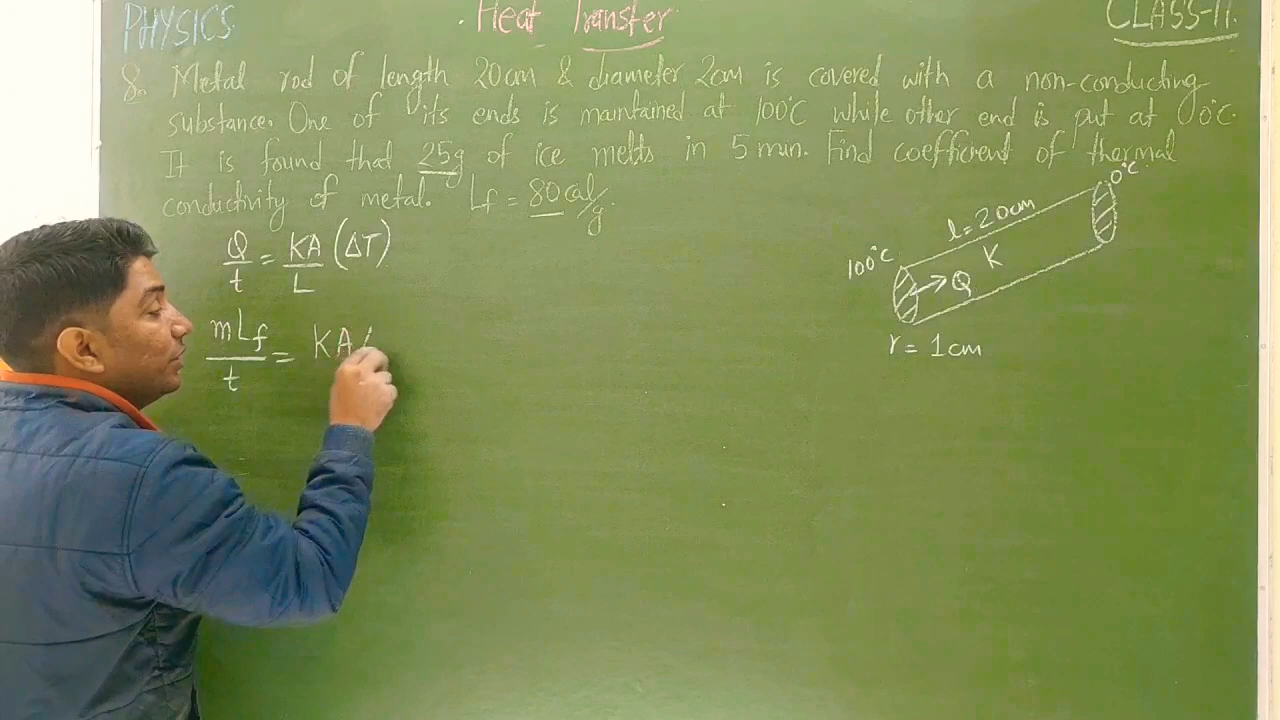 PHYSICS Heat Transfer CLASS-11.
8. Metal rod of length 20cm & diameter 2cm is covered with a non-conducting
substance. One of its ends is maintained at 100°C while other end is put at 0°C.
It is found that 25g of ice melts in 5 min. Find coefficient of thermal
conductivity of metal. Lf = 80 cal/g.
Q/t = KA/L (ΔT)
mLf/t = KA(
0°C
l = 20cm
100°C
K
Q
r = 1cm